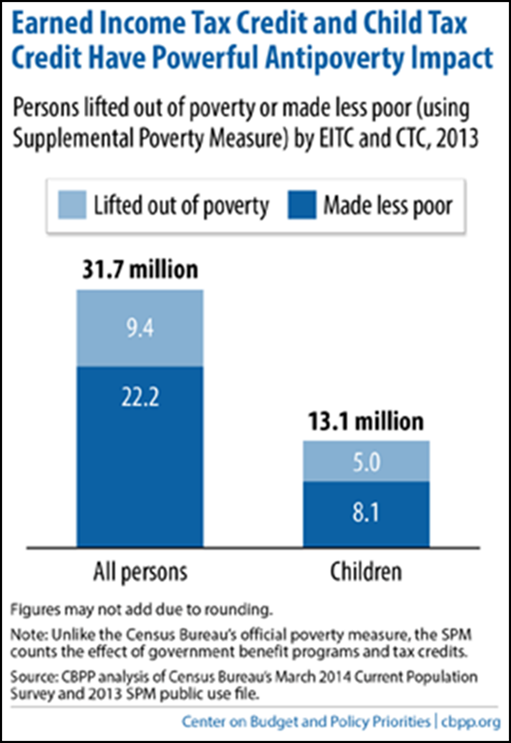 Earned Income Tax Credit and Child Tax
Credit Have Powerful Antipoverty Impact
Persons lifted out of poverty or made less poor (using
Supplemental Poverty Measure) by EITC and CTC, 2013
Lifted out of poverty
Made less poor
31.7 million
9.4
22.2
13.1 million
5.0
8.1
All persons
Children
Figures may not add due to rounding.
Note: Unlike the Census Bureau's official poverty measure, the SPM
counts the effect of government benefit programs and tax credits.
Source: CBPP analysis of Census Bureau's March 2014 Current Population
Survey and 2013 SPM public use file.
Center on Budget and Policy Priorities | cbpp.org